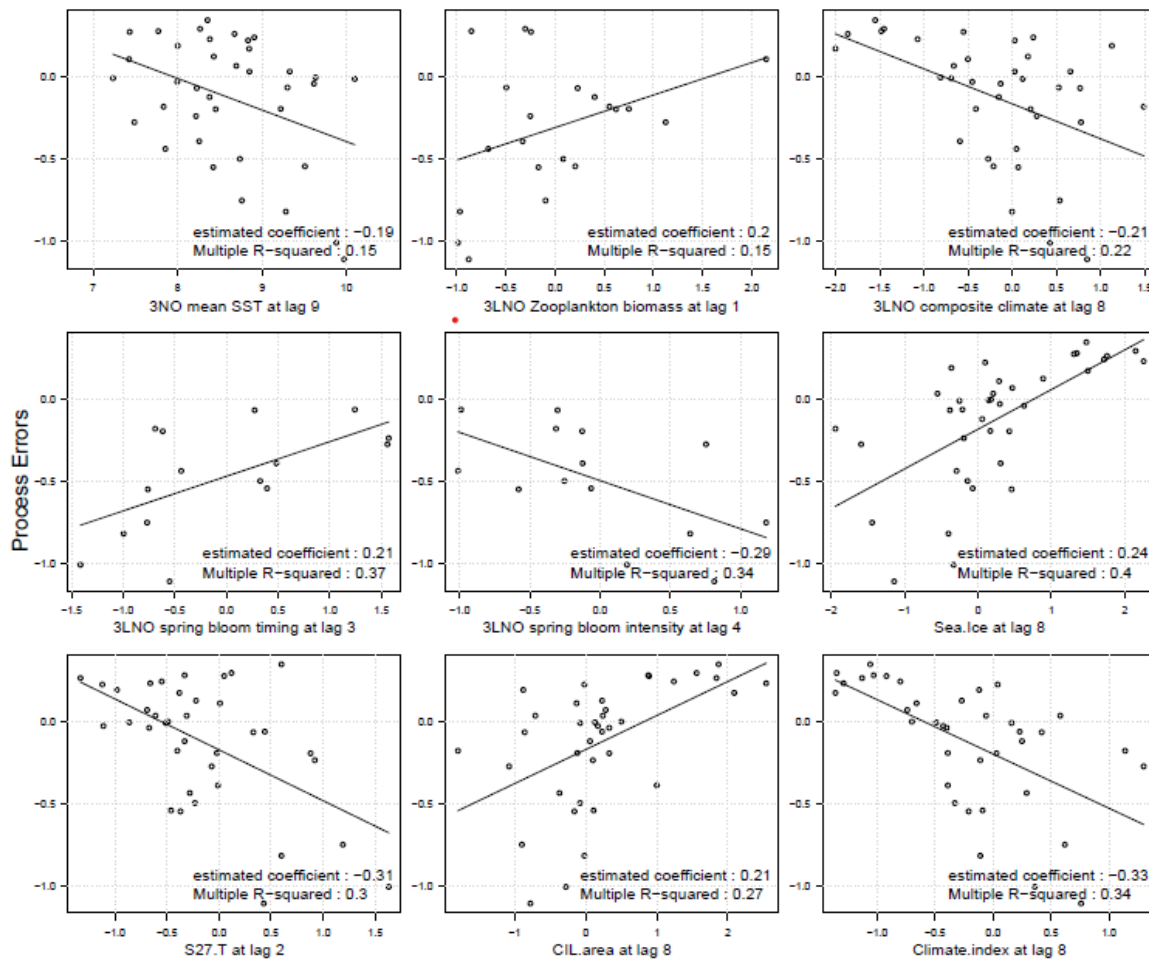 Process Errors
0.0
−0.5
−1.0
estimated coefficient : −0.19
Multiple R−squared : 0.15
7 8 9 10
3NO mean SST at lag 9
0.0
−0.5
−1.0
estimated coefficient : 0.2
Multiple R−squared : 0.15
−1.0 −0.5 0.0 0.5 1.0 1.5 2.0
3LNO Zooplankton biomass at lag 1
0.0
−0.5
−1.0
estimated coefficient : −0.21
Multiple R−squared : 0.22
−2.0 −1.5 −1.0 −0.5 0.0 0.5 1.0 1.5
3LNO composite climate at lag 8
0.0
−0.5
−1.0
estimated coefficient : 0.21
Multiple R−squared : 0.37
−1.5 −1.0 −0.5 0.0 0.5 1.0 1.5
3LNO spring bloom timing at lag 3
0.0
−0.5
−1.0
estimated coefficient : −0.29
Multiple R−squared : 0.34
−1.0 −0.5 0.0 0.5 1.0
3LNO spring bloom intensity at lag 4
0.0
−0.5
−1.0
estimated coefficient : 0.24
Multiple R−squared : 0.4
−2 −1 0 1 2
Sea.Ice at lag 8
0.0
−0.5
−1.0
estimated coefficient : −0.31
Multiple R−squared : 0.3
−1.0 −0.5 0.0 0.5 1.0 1.5
S27.T at lag 2
0.0
−0.5
−1.0
estimated coefficient : 0.21
Multiple R−squared : 0.27
−1 0 1 2
CIL.area at lag 8
0.0
−0.5
−1.0
estimated coefficient : −0.33
Multiple R−squared : 0.34
−1.0 −0.5 0.0 0.5 1.0
Climate.index at lag 8